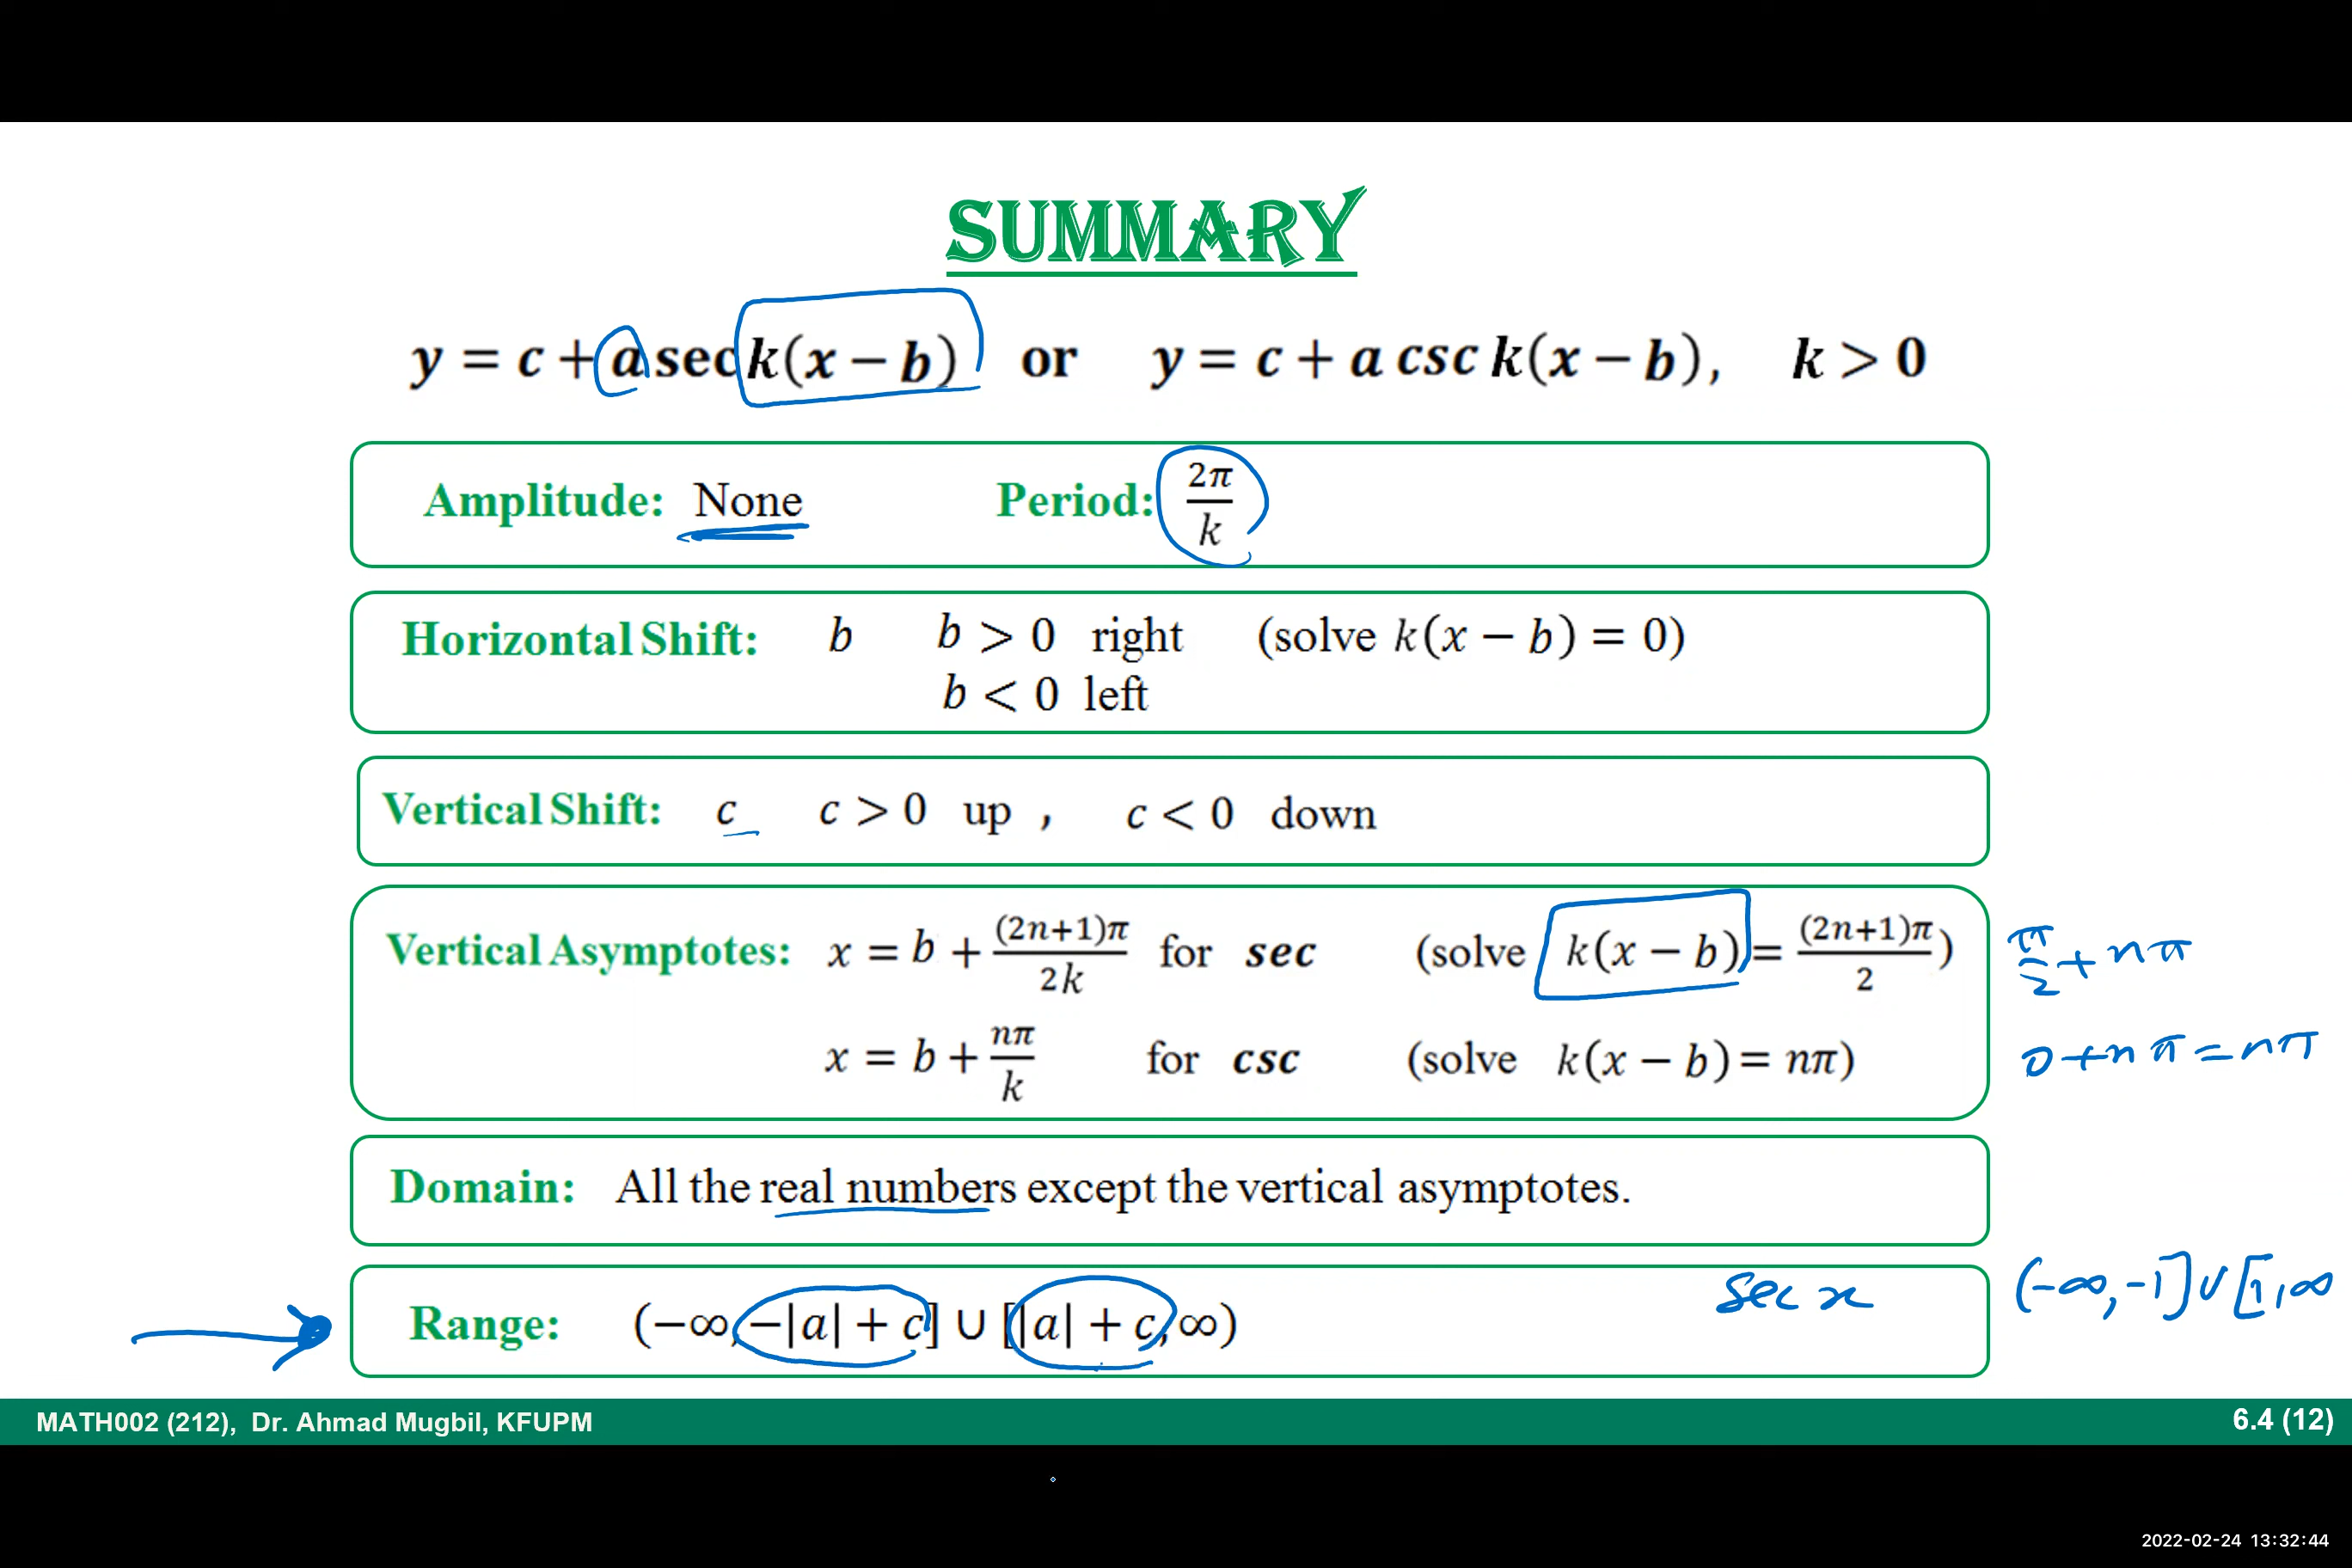 SUMMARY
y = c + a sec k(x − b) or y = c + a csc k(x − b), k > 0
Amplitude: None Period: 2π/k
Horizontal Shift: b b > 0 right (solve k(x − b) = 0)
b < 0 left
Vertical Shift: c c > 0 up , c < 0 down
Vertical Asymptotes: x = b + (2n+1)π/2k for sec (solve k(x − b) = (2n+1)π/2) π/2 + nπ
x = b + nπ/k for csc (solve k(x − b) = nπ) 0 + nπ = nπ
Domain: All the real numbers except the vertical asymptotes.
Range: (−∞, −|a| + c] ∪ [|a| + c, ∞) sec x (-∞, -1] ∪ [1, ∞
MATH002 (212), Dr. Ahmad Mugbil, KFUPM 6.4 (12)
2022-02-24 13:32:44